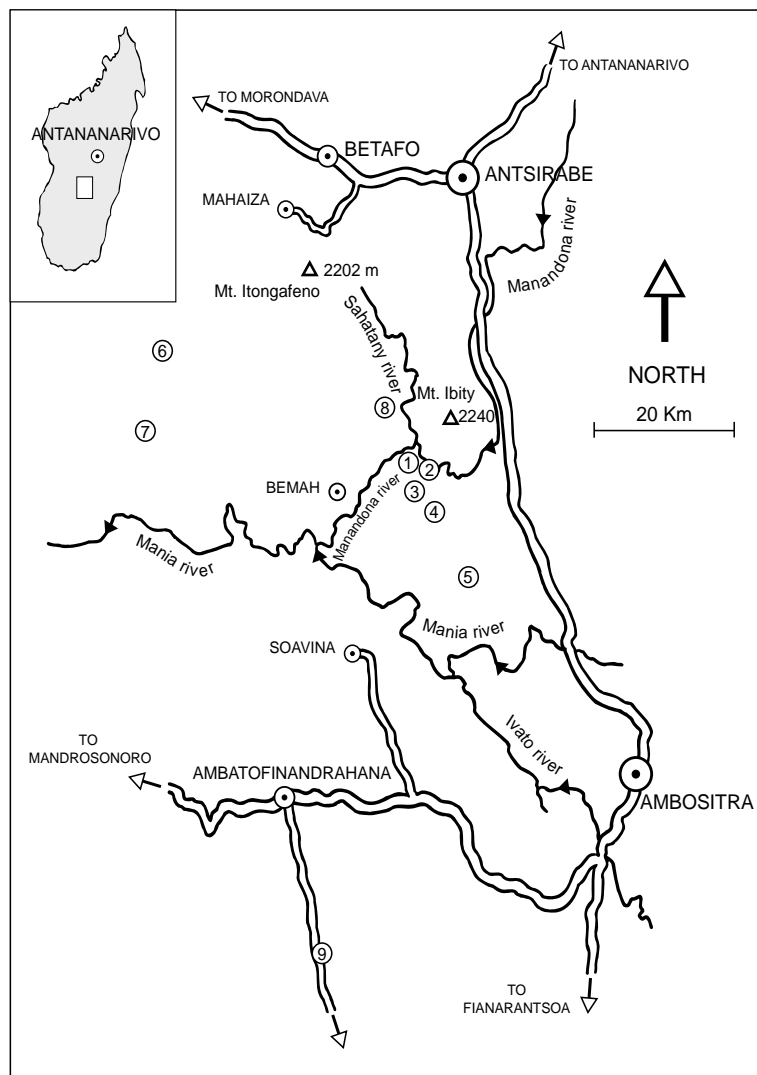 ANTANANARIVO
TO ANTANANARIVO
TO MORONDAVA
BETAFO
ANTSIRABE
MAHAIZA
Manandona river
2202 m
Mt. Itongafeno
Sahatany river
NORTH
20 Km
6
Mt. Ibity
8
2240
7
1
2
BEMAH
3
Manandona river
4
Mania river
5
Mania river
SOAVINA
Ivato river
TO
MANDROSONORO
AMBATOFINANDRAHANA
AMBOSITRA
9
TO
FIANARANTSOA